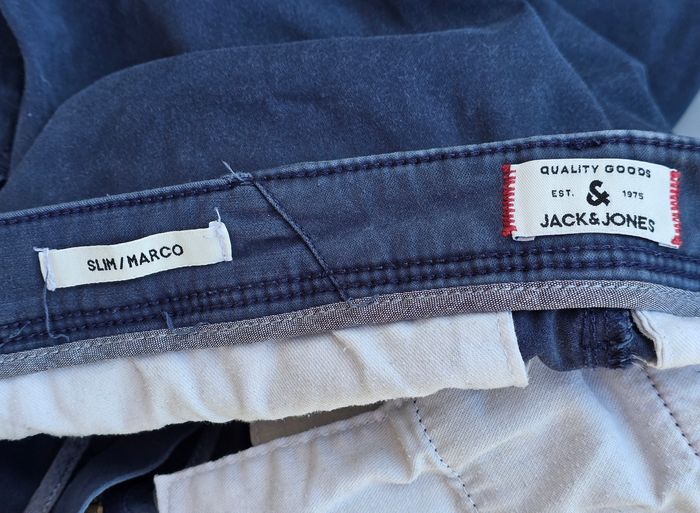 SLIM/MARCO
QUALITY GOODS
EST. & 1975
JACK&JONES